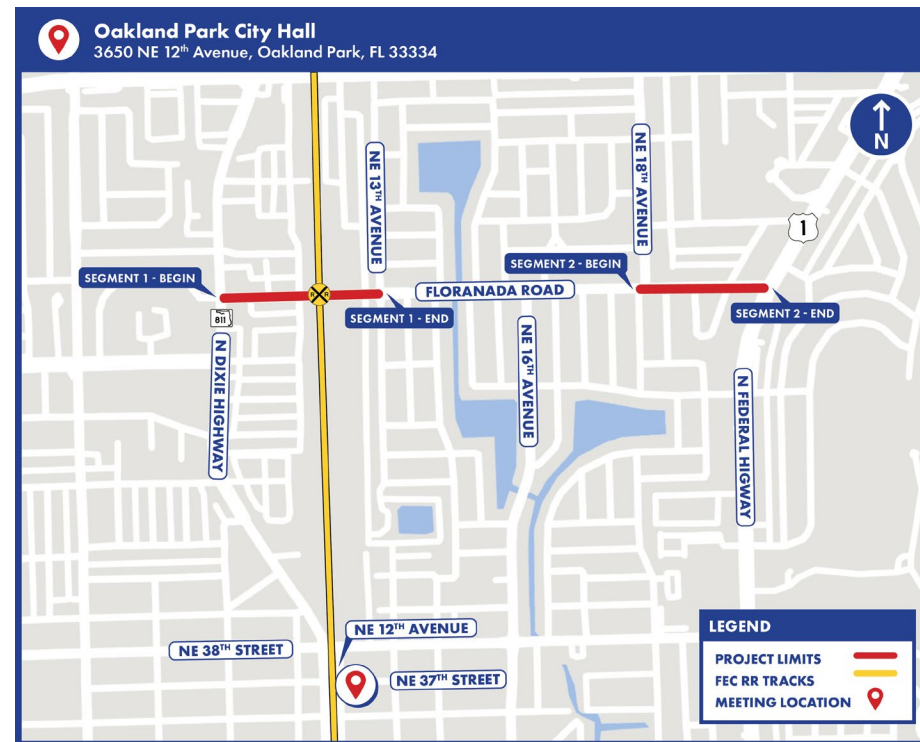 Oakland Park City Hall
3650 NE 12th Avenue, Oakland Park, FL 33334
N
NE 13TH AVENUE
NE 18TH AVENUE
1
SEGMENT 1 - BEGIN
SEGMENT 2 - BEGIN
R R
FLORANADA ROAD
811
SEGMENT 1 - END
SEGMENT 2 - END
N DIXIE HIGHWAY
NE 16TH AVENUE
N FEDERAL HIGWAY
NE 12TH AVENUE
NE 38TH STREET
NE 37TH STREET
LEGEND
PROJECT LIMITS
FEC RR TRACKS
MEETING LOCATION